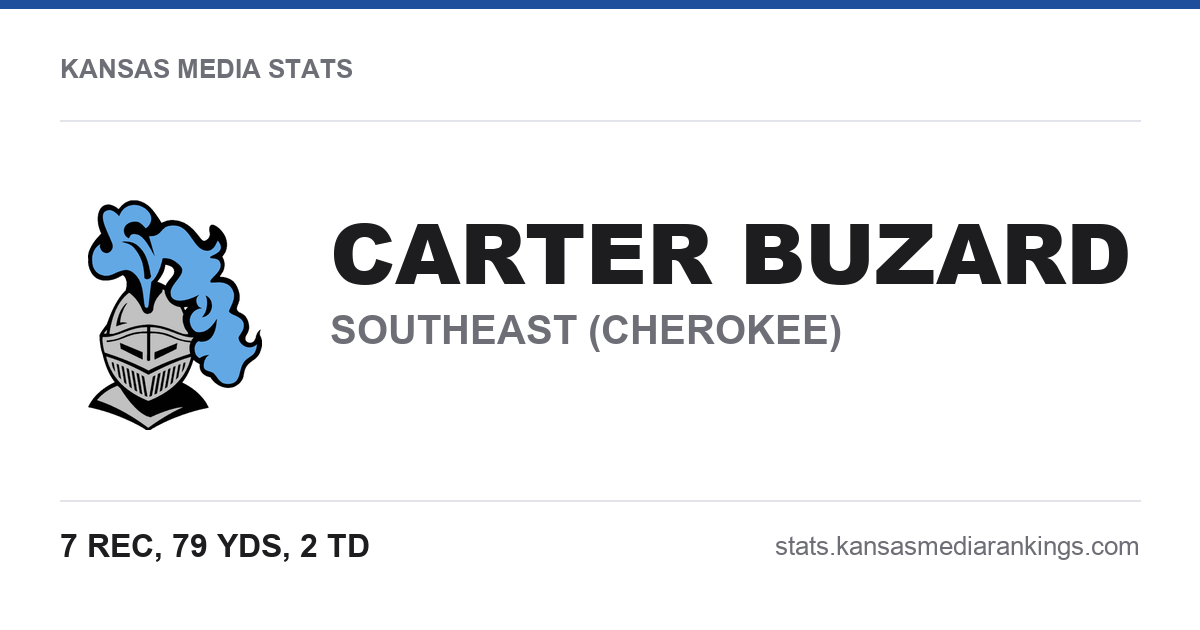 KANSAS MEDIA STATS
CARTER BUZARD
SOUTHEAST (CHEROKEE)
7 REC, 79 YDS, 2 TD
stats.kansasmediarankings.com